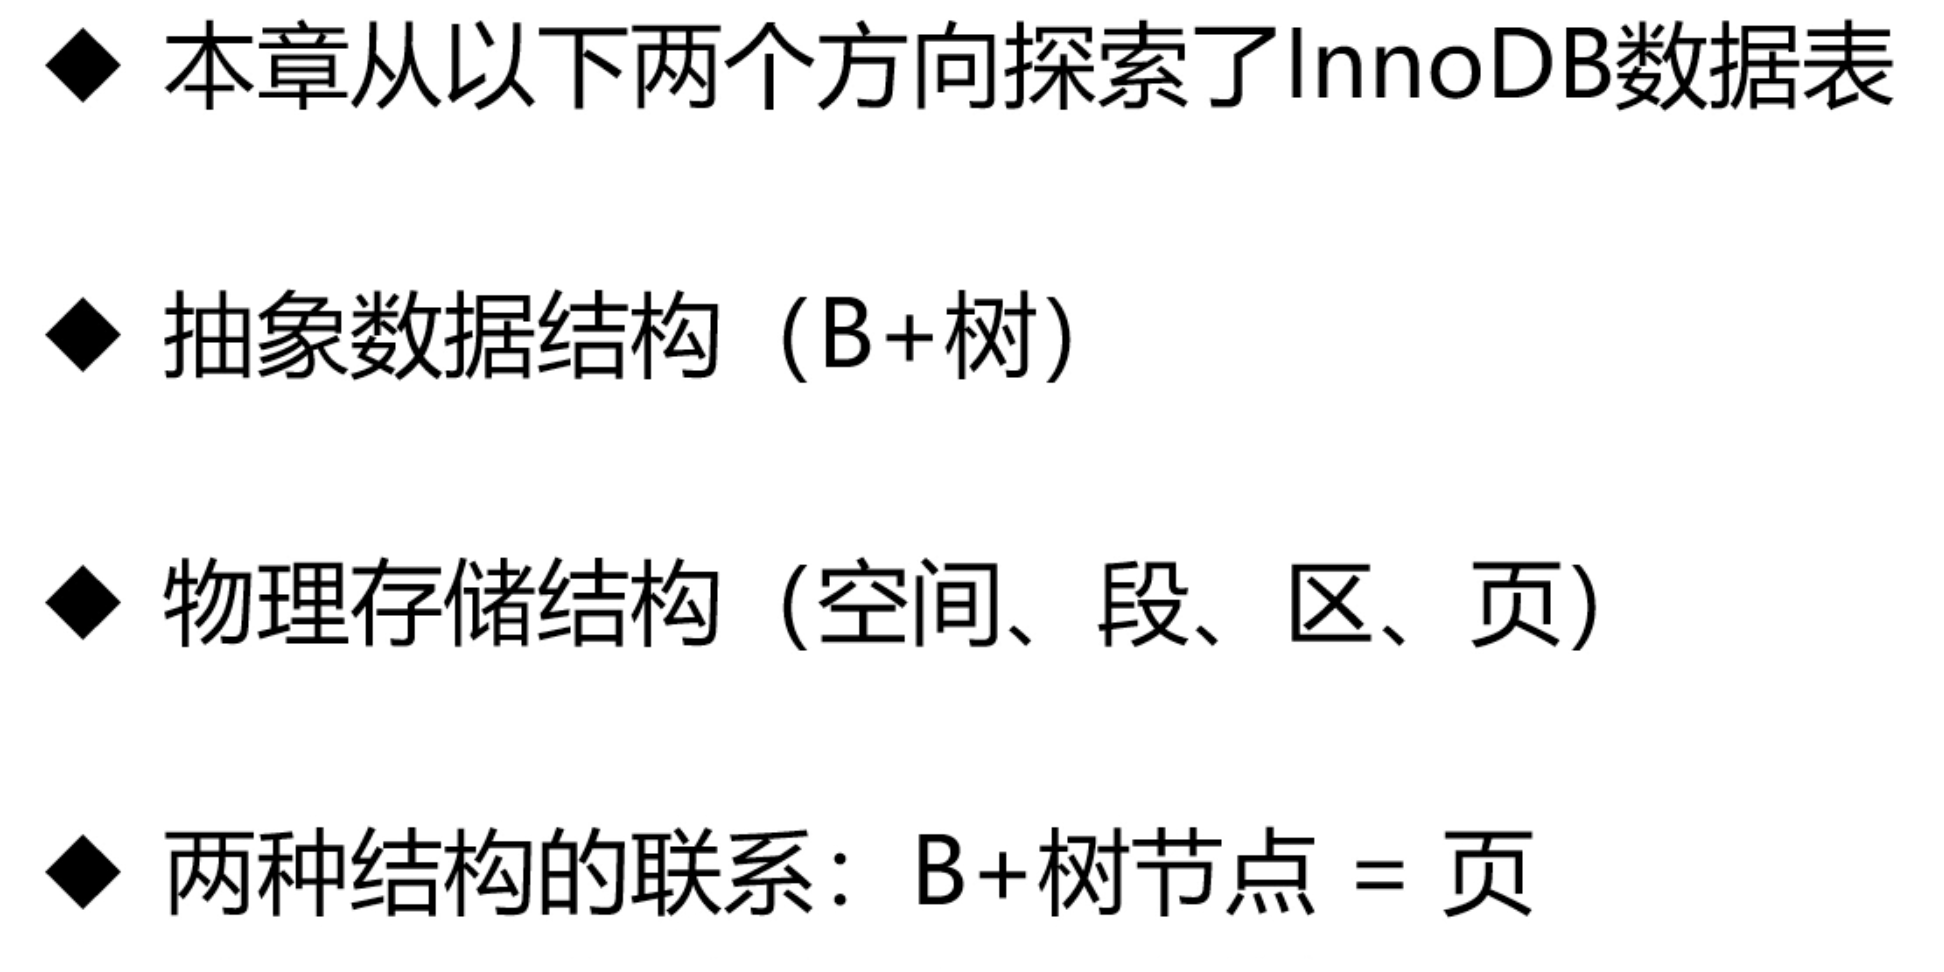 ◆ 本章从以下两个方向探索了InnoDB数据表
◆ 抽象数据结构（B+树）
◆ 物理存储结构（空间、段、区、页）
◆ 两种结构的联系：B+树节点 = 页